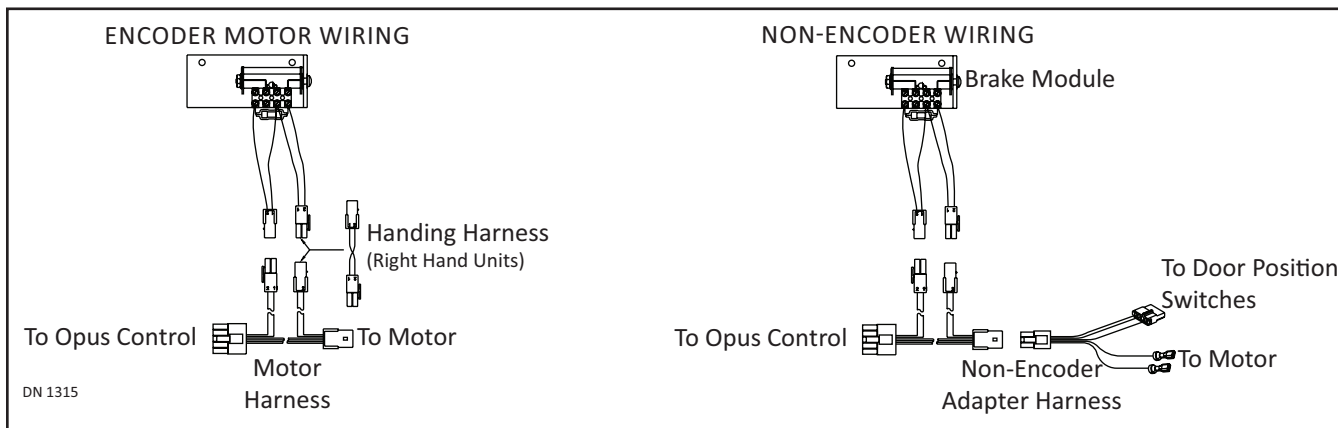 ENCODER MOTOR WIRING
Handing Harness
(Right Hand Units)
To Opus Control
To Motor
Motor
Harness
DN 1315
NON-ENCODER WIRING
Brake Module
To Door Position
Switches
To Opus Control
To Motor
Non-Encoder
Adapter Harness